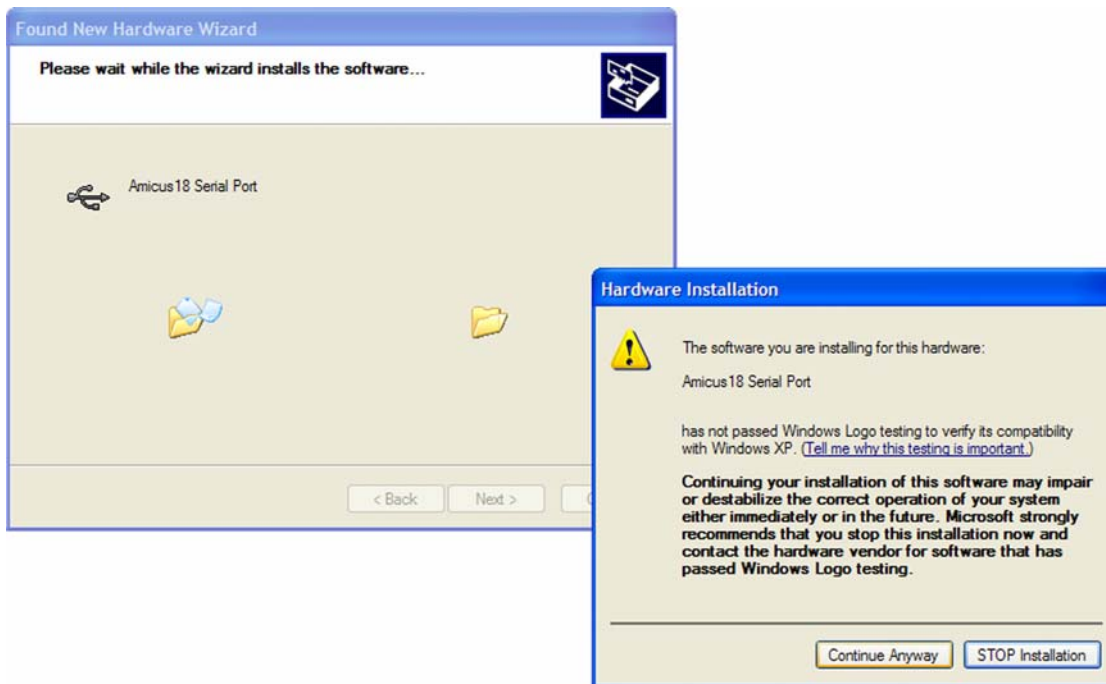 Found New Hardware Wizard
Please wait while the wizard installs the software...
Amicus18 Serial Port
< Back
Next >
Hardware Installation
The software you are installing for this hardware:
Amicus18 Serial Port
has not passed Windows Logo testing to verify its compatibility
with Windows XP. (Tell me why this testing is important.)
Continuing your installation of this software may impair
or destabilize the correct operation of your system
either immediately or in the future. Microsoft strongly
recommends that you stop this installation now and
contact the hardware vendor for software that has
passed Windows Logo testing.
Continue Anyway
STOP Installation